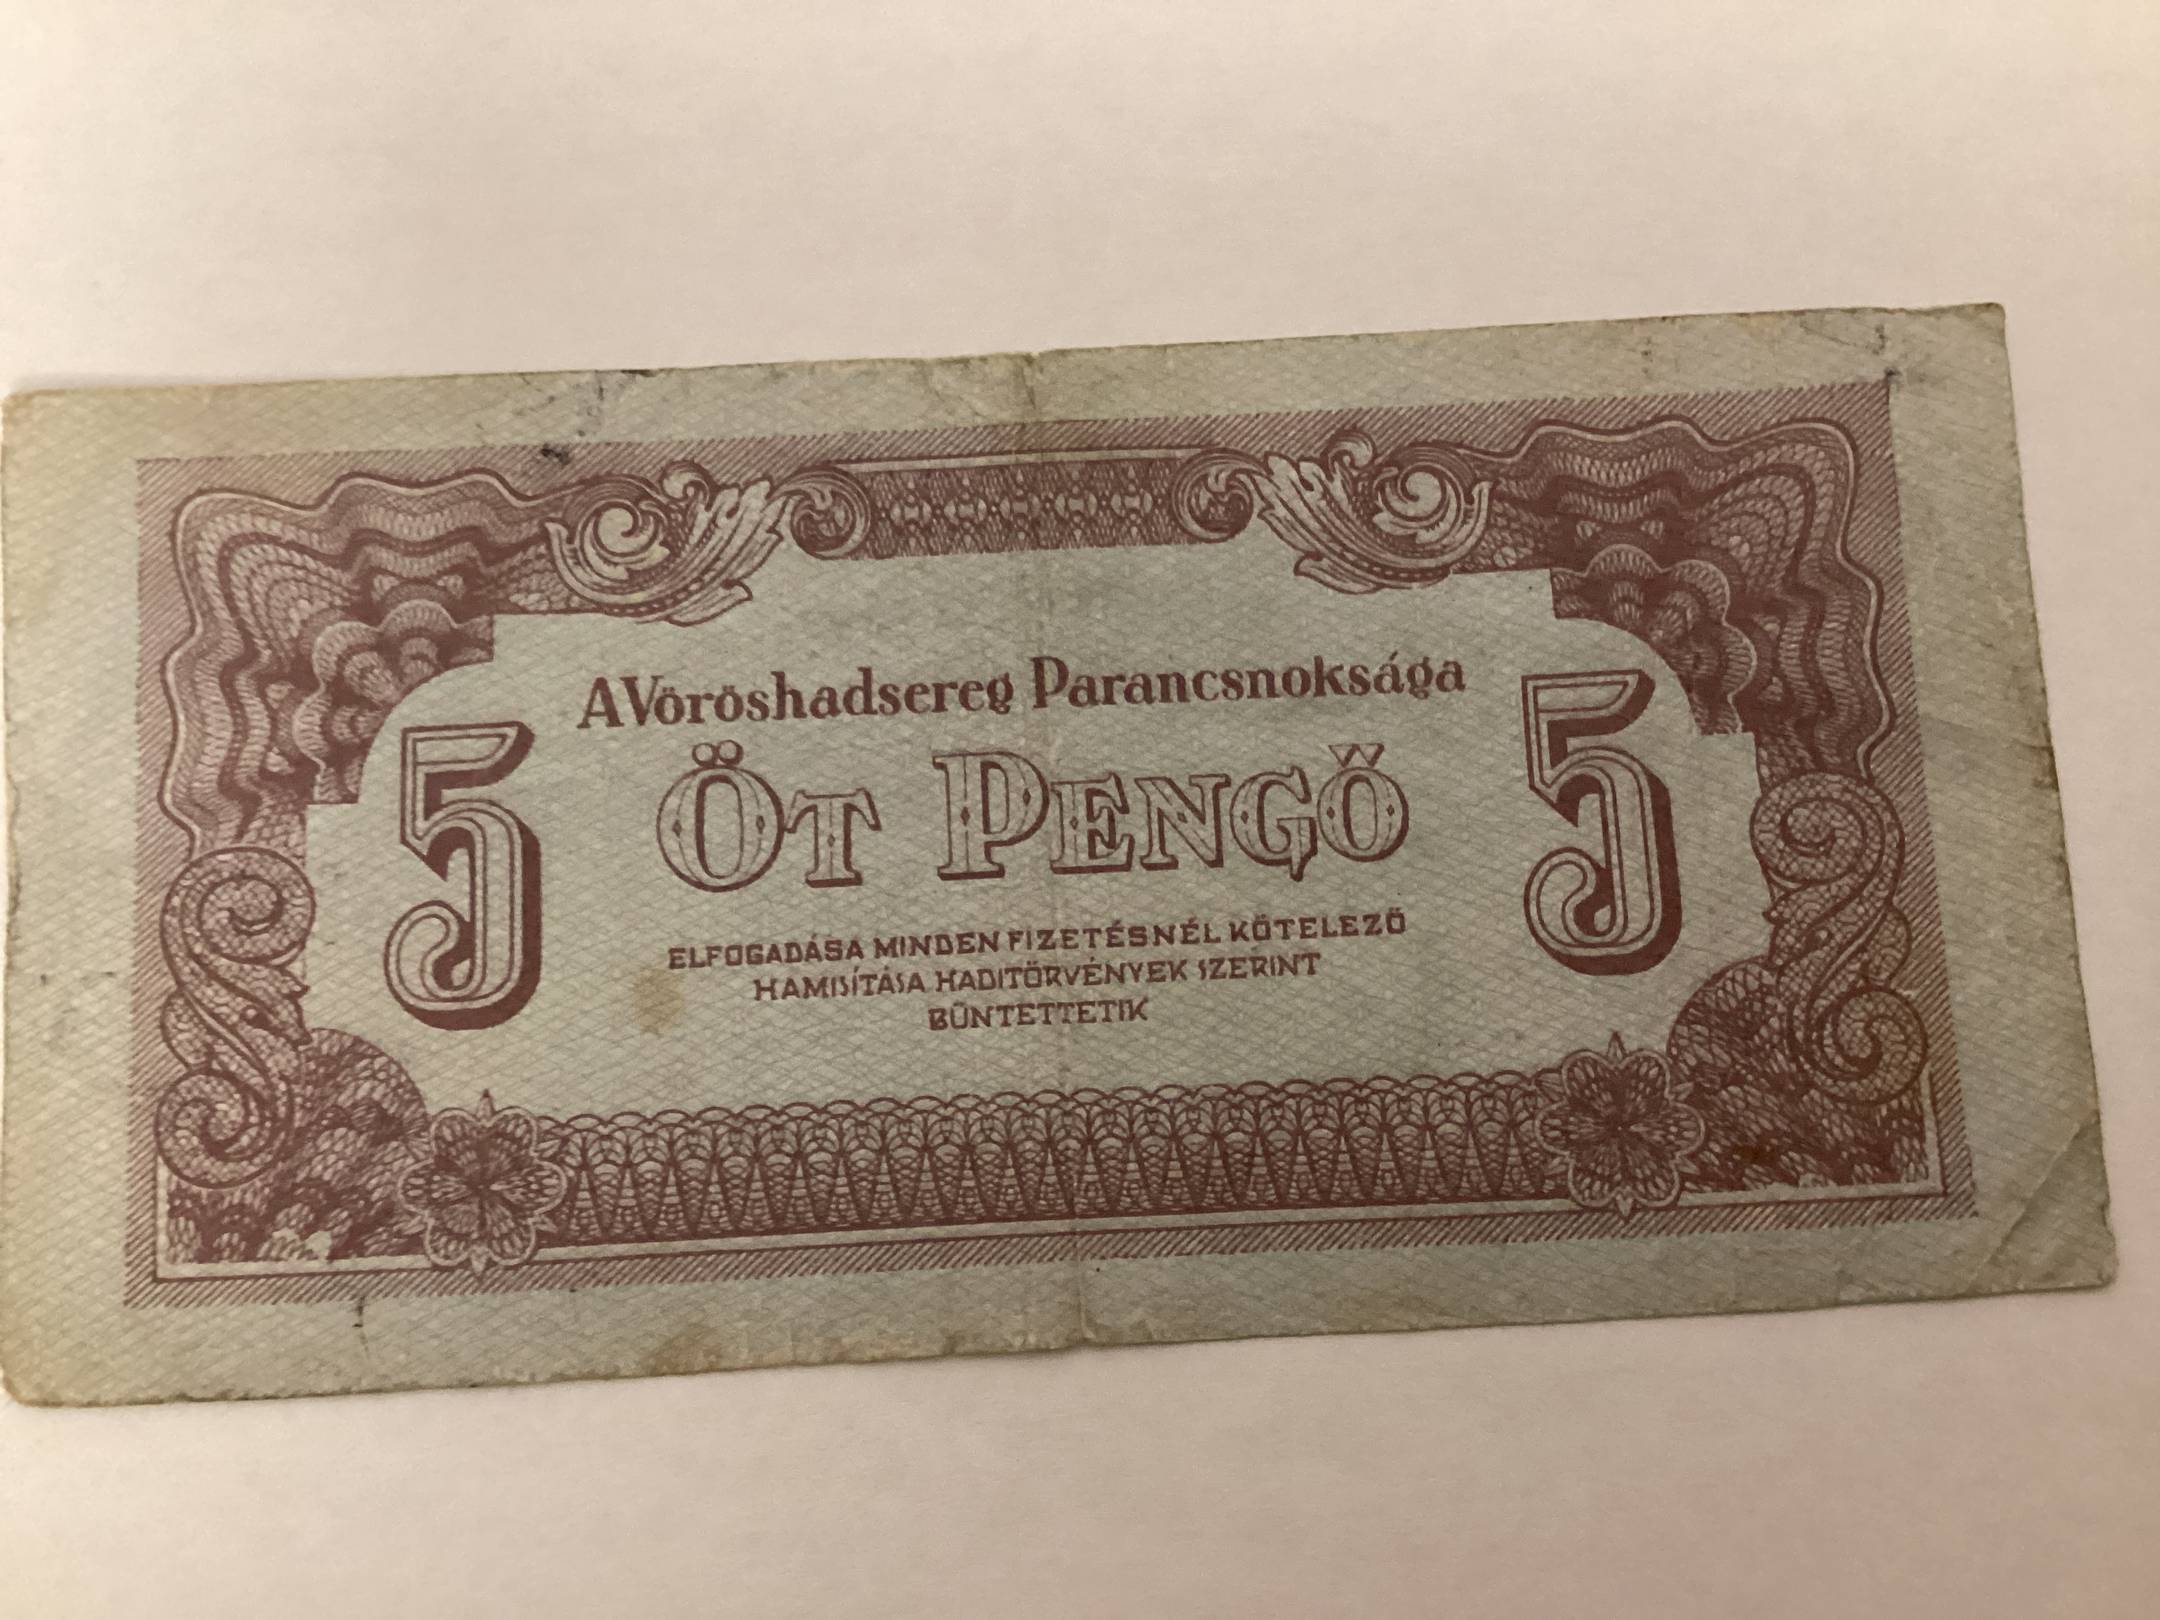 A Vöröshadsereg Parancsnoksága
5 ÖT PENGŐ 5
ELFOGADÁSA MINDEN FIZETÉSNÉL KÖTELEZŐ
HAMISÍTÁSA HADITÖRVÉNYEK SZERINT
BÜNTETTETIK